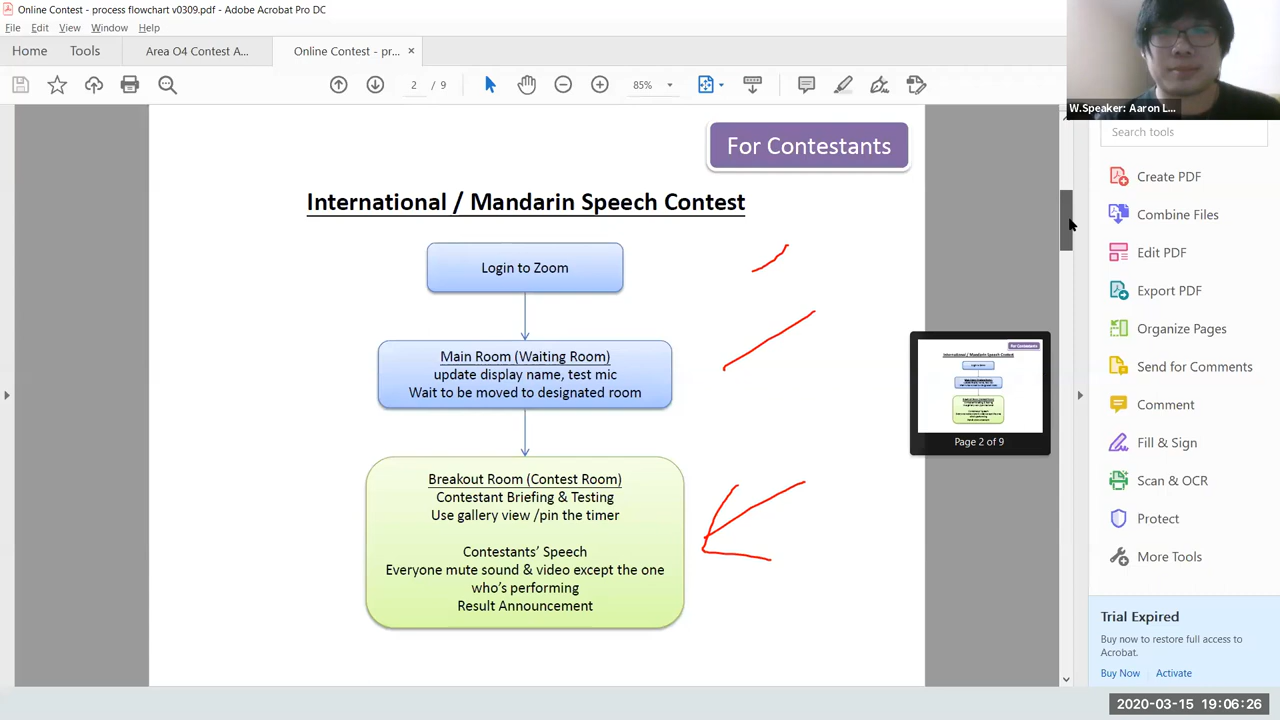 Online Contest - process flowchart v0309.pdf - Adobe Acrobat Pro DC
File Edit View Window Help
Home Tools Area O4 Contest A... Online Contest - pr... ×
2 / 9 85%
W.Speaker: Aaron L...
For Contestants
International / Mandarin Speech Contest
Login to Zoom
Main Room (Waiting Room)
update display name, test mic
Wait to be moved to designated room
Breakout Room (Contest Room)
Contestant Briefing & Testing
Use gallery view /pin the timer
Contestants' Speech
Everyone mute sound & video except the one
who's performing
Result Announcement
Page 2 of 9
Search tools
Create PDF
Combine Files
Edit PDF
Export PDF
Organize Pages
Send for Comments
Comment
Fill & Sign
Scan & OCR
Protect
More Tools
Trial Expired
Buy now to restore full access to
Acrobat.
Buy Now Activate
2020-03-15 19:06:26